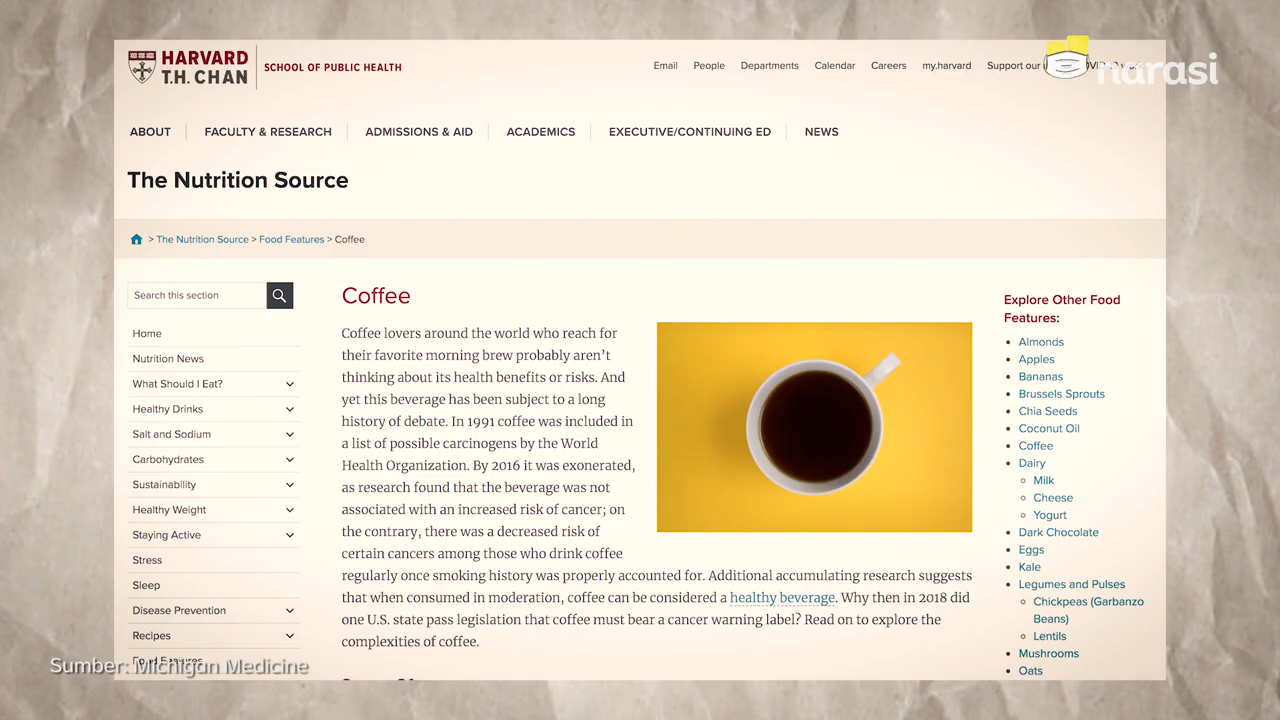 HARVARD
T.H. CHAN
SCHOOL OF PUBLIC HEALTH
Email People Departments Calendar Careers my.harvard Support our
narasi
ABOUT FACULTY & RESEARCH ADMISSIONS & AID ACADEMICS EXECUTIVE/CONTINUING ED NEWS
The Nutrition Source
> The Nutrition Source > Food Features > Coffee
Search this section
Home
Nutrition News
What Should I Eat?
Healthy Drinks
Salt and Sodium
Carbohydrates
Sustainability
Healthy Weight
Staying Active
Stress
Sleep
Disease Prevention
Recipes
Food Features
Coffee
Coffee lovers around the world who reach for
their favorite morning brew probably aren't
thinking about its health benefits or risks. And
yet this beverage has been subject to a long
history of debate. In 1991 coffee was included in
a list of possible carcinogens by the World
Health Organization. By 2016 it was exonerated,
as research found that the beverage was not
associated with an increased risk of cancer; on
the contrary, there was a decreased risk of
certain cancers among those who drink coffee
regularly once smoking history was properly accounted for. Additional accumulating research suggests
that when consumed in moderation, coffee can be considered a healthy beverage. Why then in 2018 did
one U.S. state pass legislation that coffee must bear a cancer warning label? Read on to explore the
complexities of coffee.
Explore Other Food
Features:
Almonds
Apples
Bananas
Brussels Sprouts
Chia Seeds
Coconut Oil
Coffee
Dairy
Milk
Cheese
Yogurt
Dark Chocolate
Eggs
Kale
Legumes and Pulses
Chickpeas (Garbanzo
Beans)
Lentils
Mushrooms
Oats
Sumber: Michigan Medicine